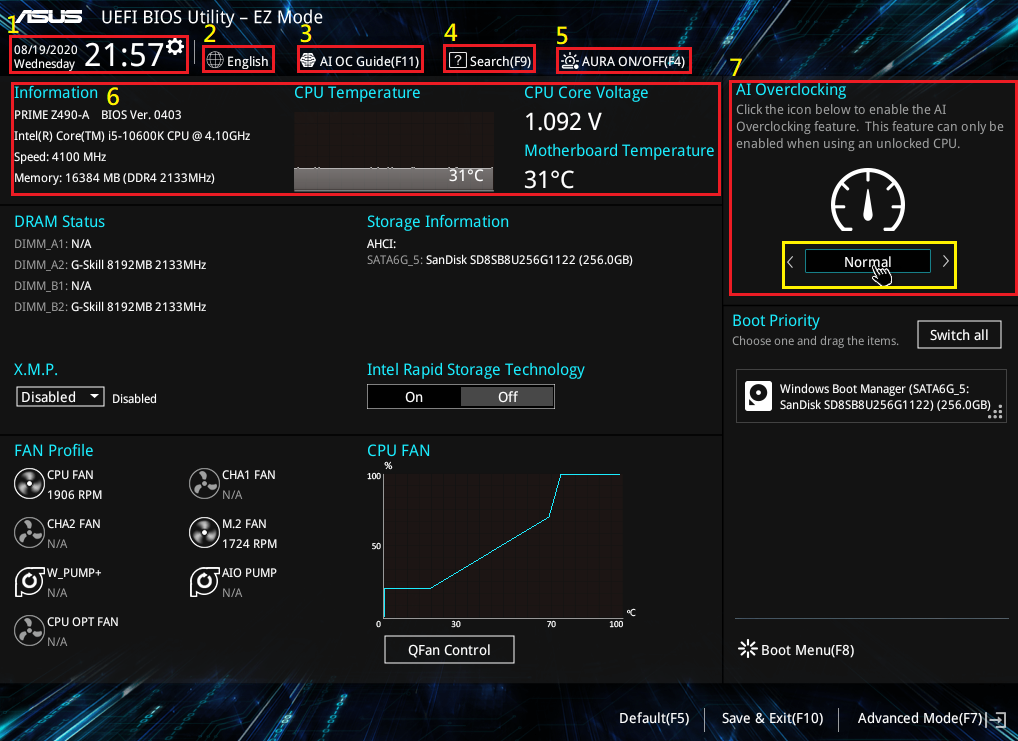 ASUS UEFI BIOS Utility – EZ Mode
1 2 3 4 5
08/19/2020
Wednesday
21:57
English
AI OC Guide(F11)
? Search(F9)
AURA ON/OFF(F4)
Information 6
PRIME Z490-A BIOS Ver. 0403
Intel(R) Core(TM) i5-10600K CPU @ 4.10GHz
Speed: 4100 MHz
Memory: 16384 MB (DDR4 2133MHz)
CPU Temperature
31°C
CPU Core Voltage
1.092 V
Motherboard Temperature
31°C
7
AI Overclocking
Click the icon below to enable the AI
Overclocking feature. This feature can only be
enabled when using an unlocked CPU.
Normal
DRAM Status
DIMM_A1: N/A
DIMM_A2: G-Skill 8192MB 2133MHz
DIMM_B1: N/A
DIMM_B2: G-Skill 8192MB 2133MHz
Storage Information
AHCI:
SATA6G_5: SanDisk SD8SB8U256G1122 (256.0GB)
X.M.P.
Disabled
Disabled
Intel Rapid Storage Technology
On Off
Boot Priority
Choose one and drag the items.
Switch all
Windows Boot Manager (SATA6G_5:
SanDisk SD8SB8U256G1122) (256.0GB)
FAN Profile
CPU FAN
1906 RPM
CHA1 FAN
N/A
CHA2 FAN
N/A
M.2 FAN
1724 RPM
W_PUMP+
N/A
AIO PUMP
N/A
CPU OPT FAN
N/A
CPU FAN
%
100
50
0 30 70 100
°C
QFan Control
Boot Menu(F8)
Default(F5)
Save & Exit(F10)
Advanced Mode(F7)